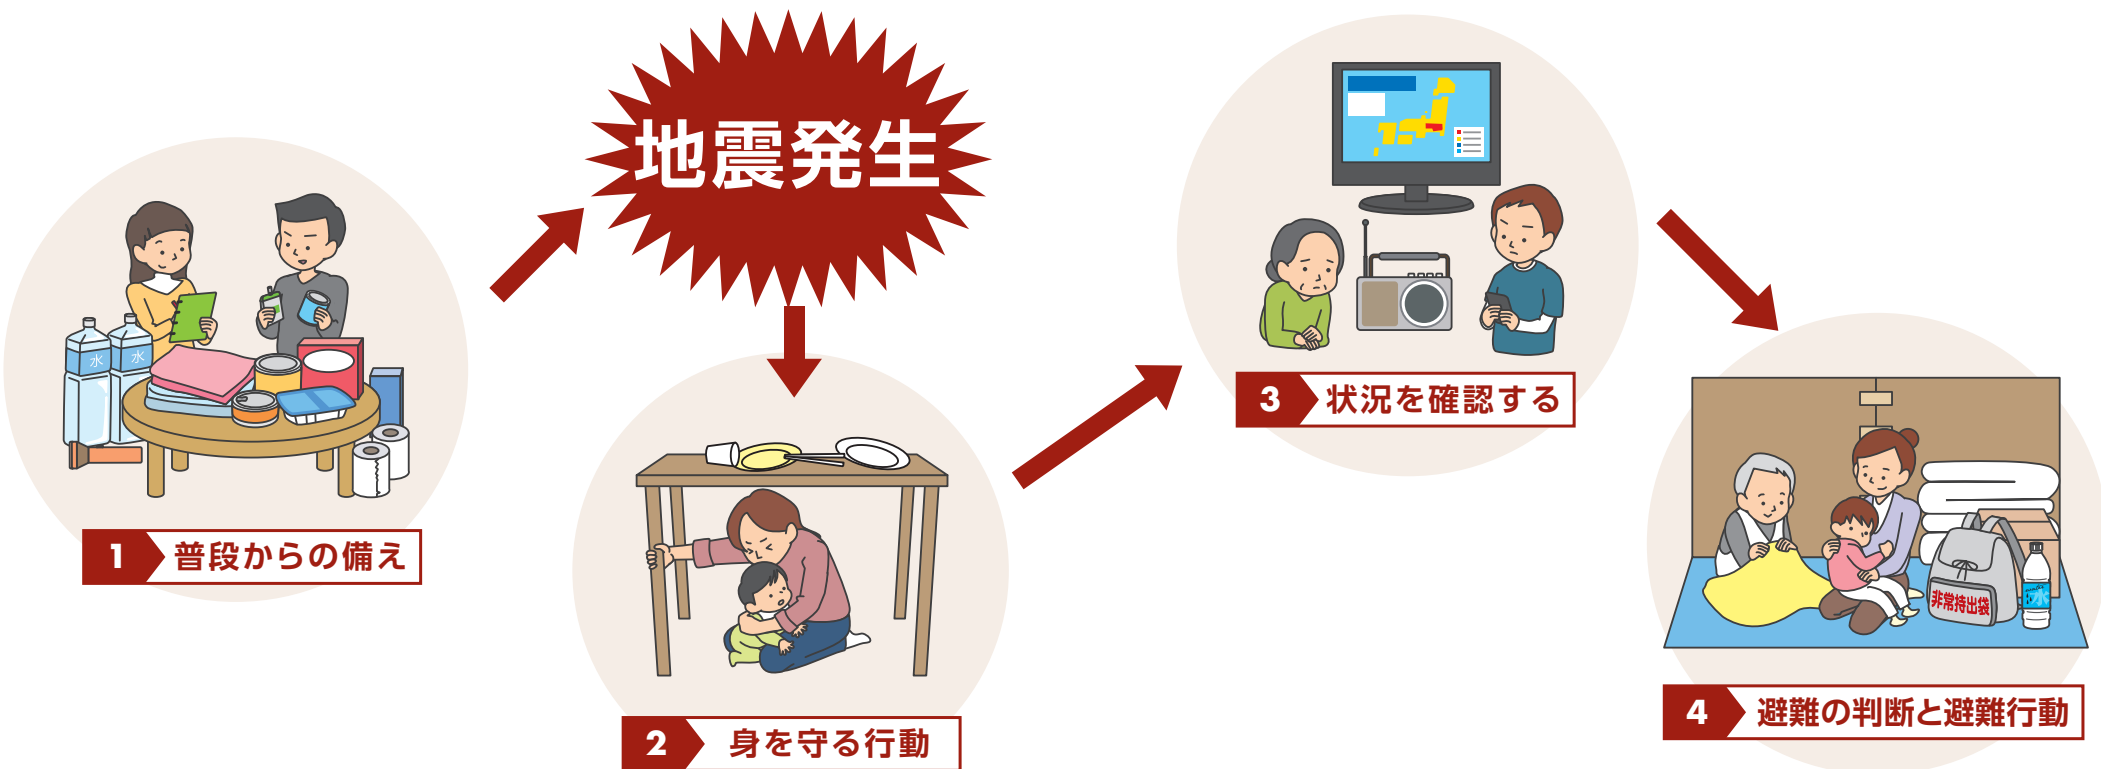 水
水
1 普段からの備え
地震発生
2 身を守る行動
3 状況を確認する
非常持出袋
水
4 避難の判断と避難行動